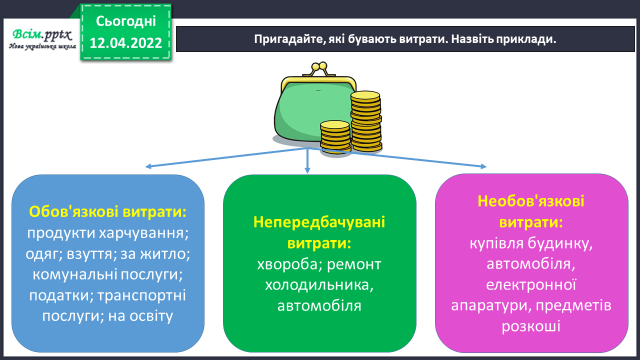 Всім.pptx
Нова українська школа
Сьогодні
12.04.2022
Пригадайте, які бувають витрати. Назвіть приклади.
Обов'язкові витрати:
продукти харчування;
одяг; взуття; за житло;
комунальні послуги;
податки; транспортні
послуги; на освіту
Непередбачувані
витрати:
хвороба; ремонт
холодильника,
автомобіля
Необов'язкові
витрати:
купівля будинку,
автомобіля,
електронної
апаратури, предметів
розкоші